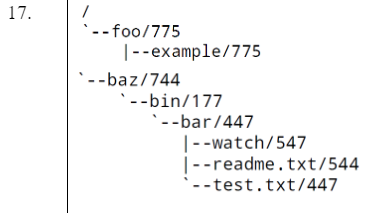 17. /
`--foo/775
|--example/775
`--baz/744
`--bin/177
`--bar/447
|--watch/547
|--readme.txt/544
`--test.txt/447